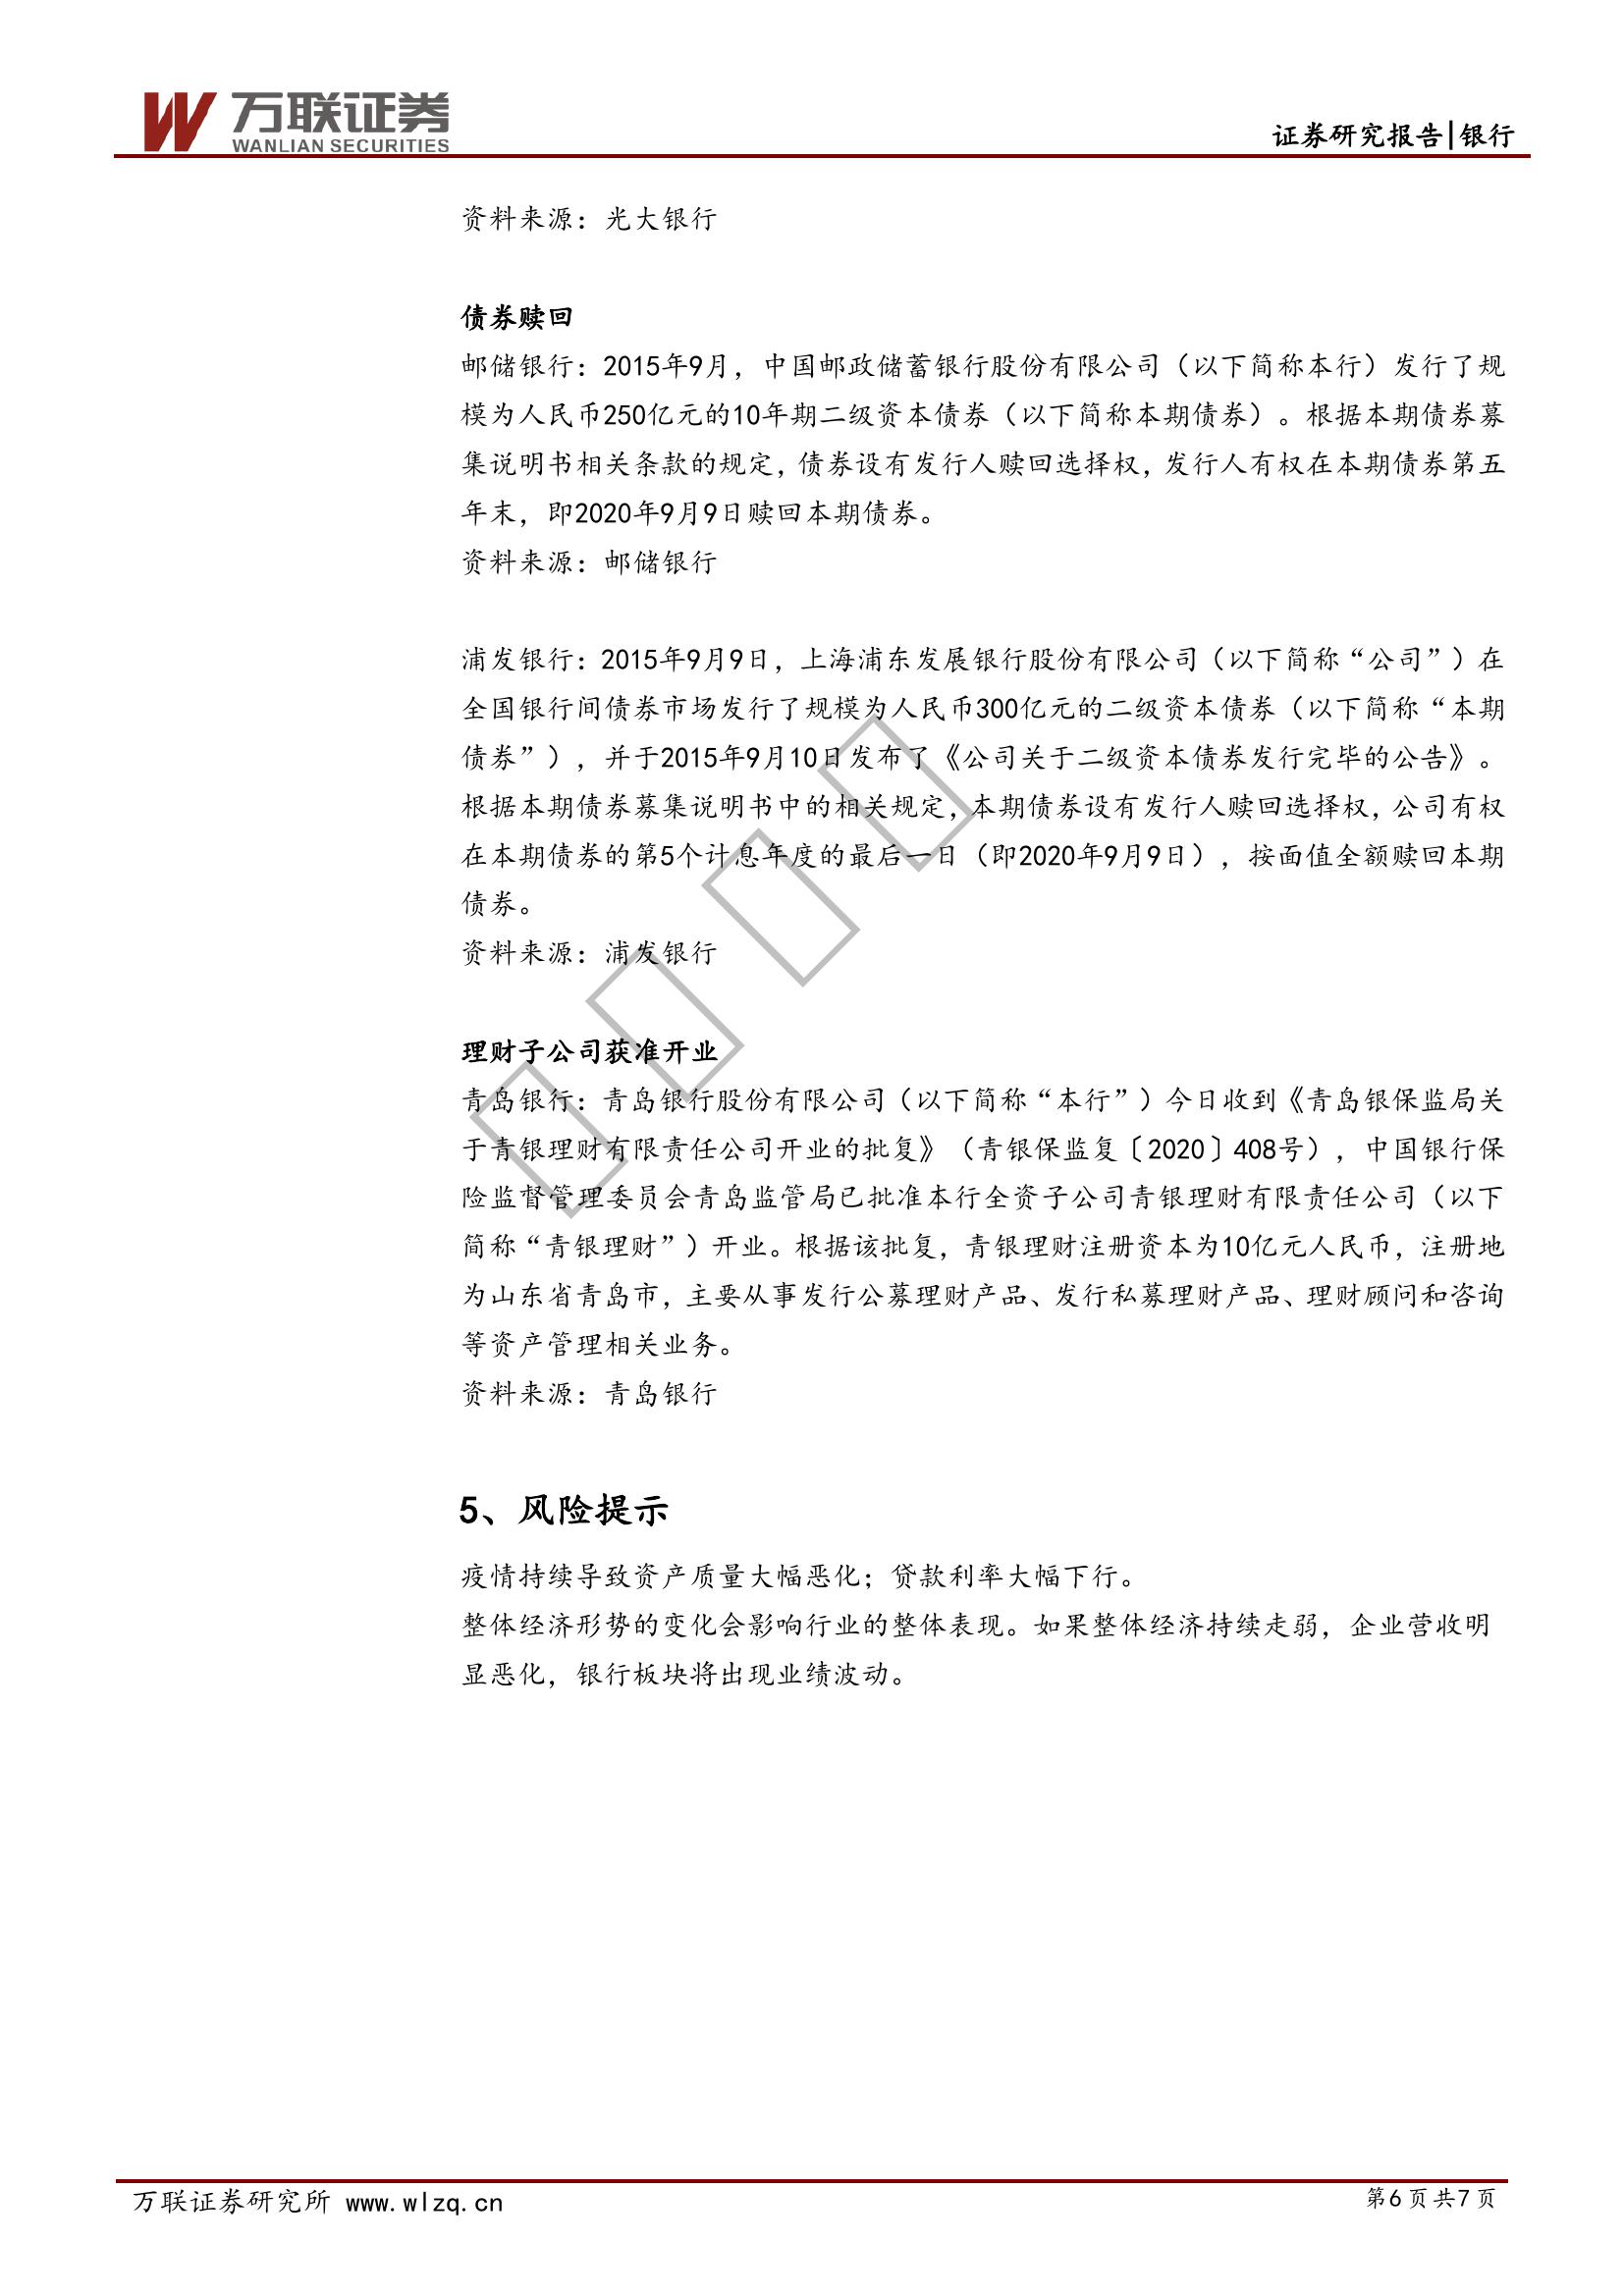 万联证券
WANLIAN SECURITIES
证券研究报告|银行
资料来源：光大银行
债券赎回
邮储银行：2015年9月，中国邮政储蓄银行股份有限公司（以下简称本行）发行了规
模为人民币250亿元的10年期二级资本债券（以下简称本期债券）。根据本期债券募
集说明书相关条款的规定，债券设有发行人赎回选择权，发行人有权在本期债券第五
年末，即2020年9月9日赎回本期债券。
资料来源：邮储银行
浦发银行：2015年9月9日，上海浦东发展银行股份有限公司（以下简称“公司”）在
全国银行间债券市场发行了规模为人民币300亿元的二级资本债券（以下简称“本期
债券”），并于2015年9月10日发布了《公司关于二级资本债券发行完毕的公告》。
根据本期债券募集说明书中的相关规定，本期债券设有发行人赎回选择权，公司有权
在本期债券的第5个计息年度的最后一日（即2020年9月9日），按面值全额赎回本期
债券。
资料来源：浦发银行
理财子公司获准开业
青岛银行：青岛银行股份有限公司（以下简称“本行”）今日收到《青岛银保监局关
于青银理财有限责任公司开业的批复》（青银保监复〔2020〕408号），中国银行保
险监督管理委员会青岛监管局已批准本行全资子公司青银理财有限责任公司（以下
简称“青银理财”）开业。根据该批复，青银理财注册资本为10亿元人民币，注册地
为山东省青岛市，主要从事发行公募理财产品、发行私募理财产品、理财顾问和咨询
等资产管理相关业务。
资料来源：青岛银行
5、风险提示
疫情持续导致资产质量大幅恶化；贷款利率大幅下行。
整体经济形势的变化会影响行业的整体表现。如果整体经济持续走弱，企业营收明
显恶化，银行板块将出现业绩波动。
万联证券研究所 www.wlzq.cn
第6页共7页